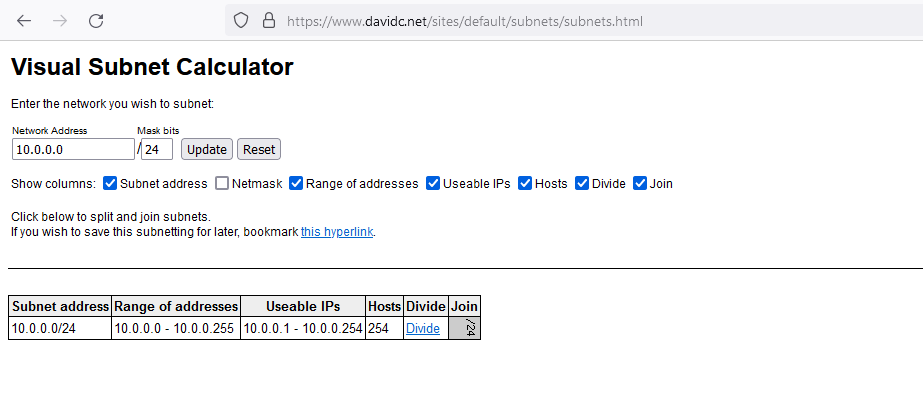 https://www.davidc.net/sites/default/subnets/subnets.html
Visual Subnet Calculator
Enter the network you wish to subnet:
Network Address Mask bits
10.0.0.0 / 24 Update Reset
Show columns: Subnet address Netmask Range of addresses Useable IPs Hosts Divide Join
Click below to split and join subnets.
If you wish to save this subnetting for later, bookmark this hyperlink.
Subnet address Range of addresses Useable IPs Hosts Divide Join
10.0.0.0/24 10.0.0.0 - 10.0.0.255 10.0.0.1 - 10.0.0.254 254 Divide /24